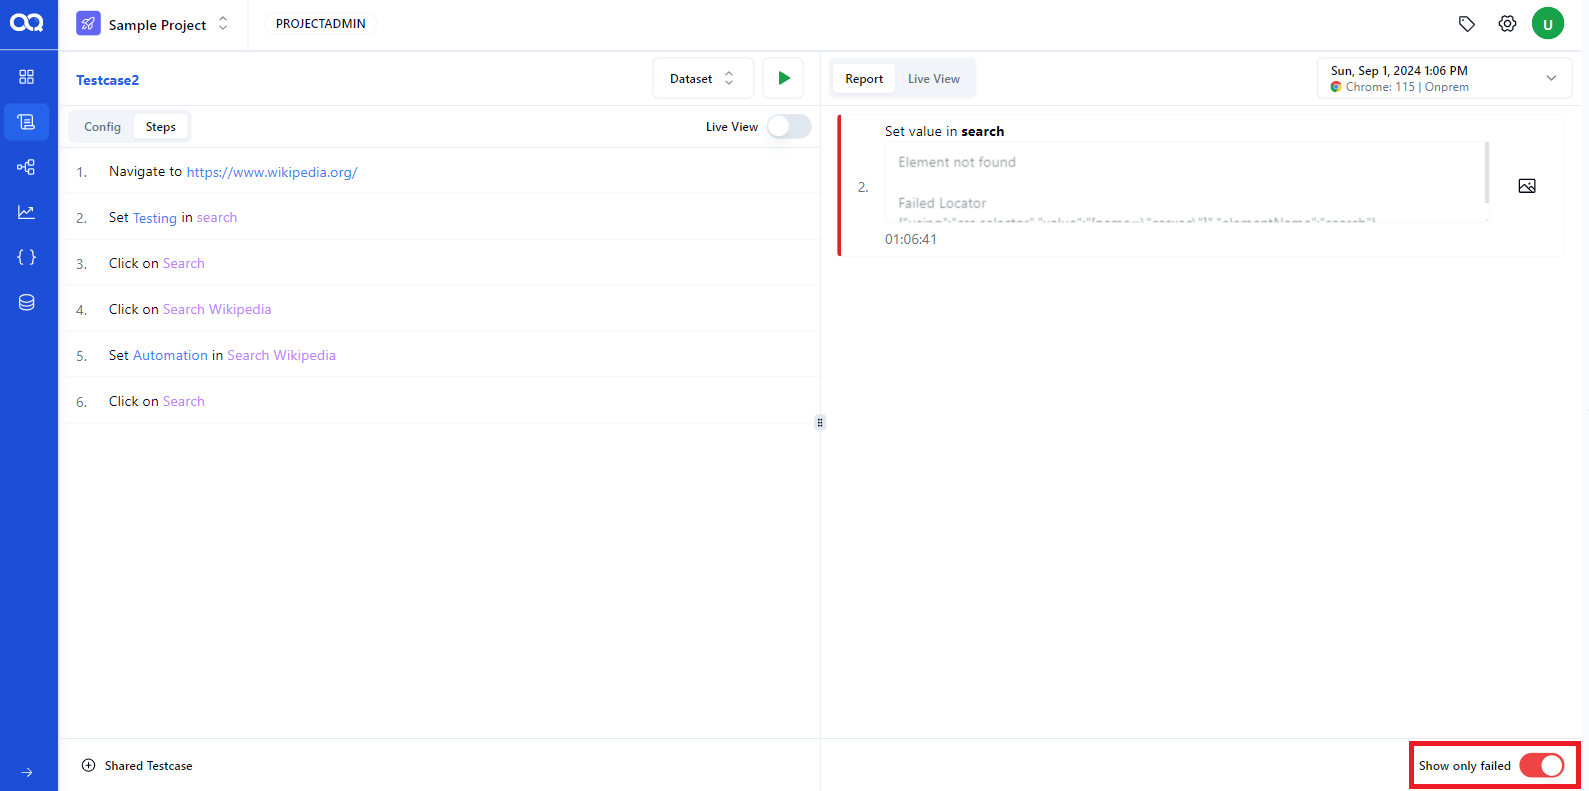 Sample Project
PROJECTADMIN
U
Testcase2
Dataset
Report
Live View
Sun, Sep 1, 2024 1:06 PM
Chrome: 115 | Onprem
Config
Steps
Live View
1. Navigate to https://www.wikipedia.org/
2. Set Testing in search
3. Click on Search
4. Click on Search Wikipedia
5. Set Automation in Search Wikipedia
6. Click on Search
Set value in search
2.
Element not found
Failed Locator
01:06:41
Shared Testcase
Show only failed